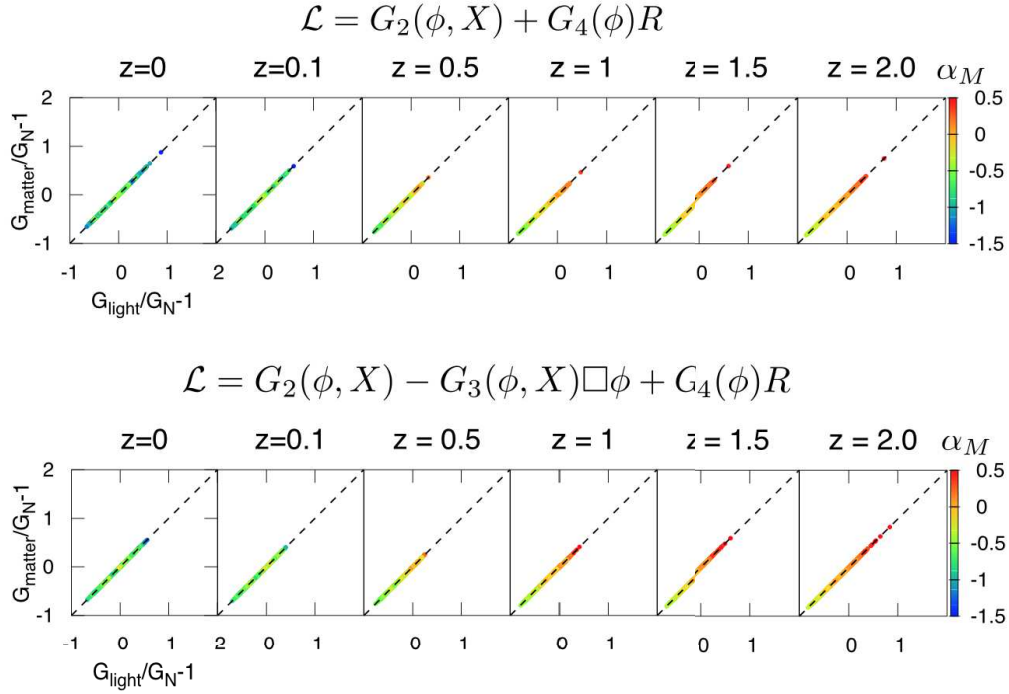 ℒ = G₂(ϕ, X) + G₄(ϕ)R
z=0 z=0.1 z = 0.5 z = 1 z = 1.5 z = 2.0 α_M
2
1
0
-1
G_matter/G_N-1
0.5
0
-0.5
-1
-1.5
-1 0 1 2 0 1 0 1 0 1 0 1 0 1
G_light/G_N-1
ℒ = G₂(ϕ, X) − G₃(ϕ, X)□ϕ + G₄(ϕ)R
z=0 z=0.1 z = 0.5 z = 1 z = 1.5 z = 2.0 α_M
2
1
0
-1
G_matter/G_N-1
0.5
0
-0.5
-1
-1.5
-1 0 1 2 0 1 0 1 0 1 0 1 0 1
G_light/G_N-1